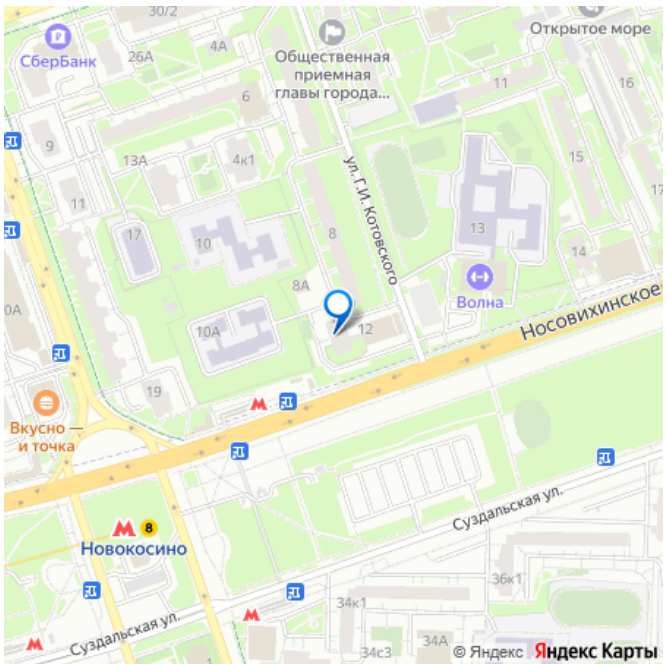 30/2
СберБанк
26А
4А
Общественная
приемная
главы города...
Открытое море
6
11
16
9
13А
4к1
15
17
11
17
10
8
ул. Г.И. Котовского
13
14
8А
Волна
0А
10А
12
Носовихинское
19
Вкусно —
и точка
8
Новокосино
Суздальская ул.
36к1
34к1
Суздальская ул.
34с3
34А
© Яндекс Яндекс Карты